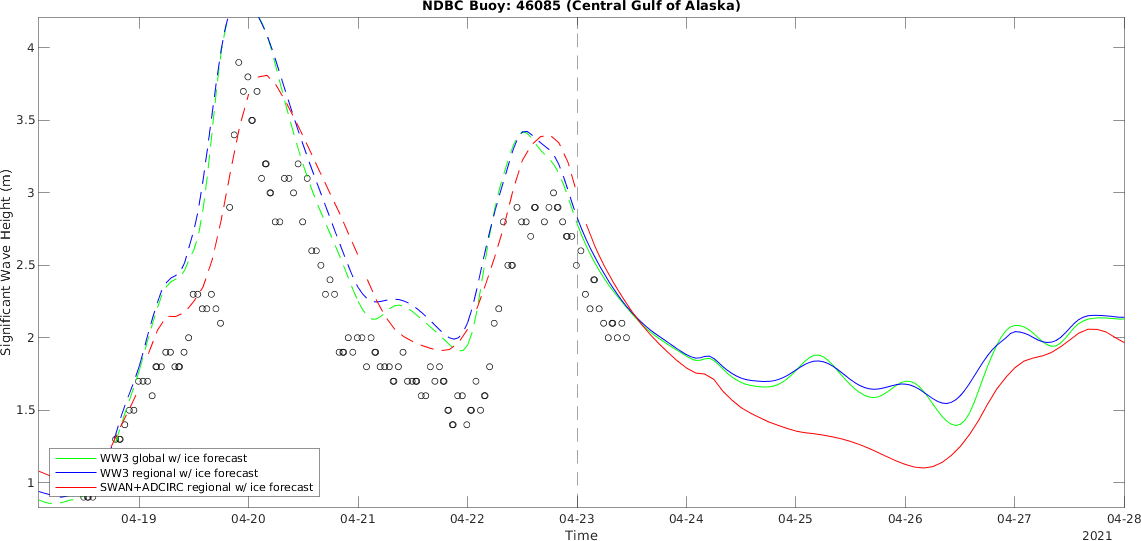 NDBC Buoy: 46085 (Central Gulf of Alaska)
Significant Wave Height (m)
4
3.5
3
2.5
2
1.5
1
WW3 global w/ ice forecast
WW3 regional w/ ice forecast
SWAN+ADCIRC regional w/ ice forecast
04-19 04-20 04-21 04-22 04-23 04-24 04-25 04-26 04-27 04-28
Time
2021